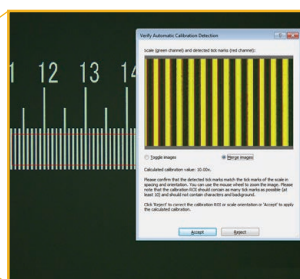 Verify Automatic Calibration Detection
11 12 13 14
Scale (green channel) and detected tick marks (red channel):
Toggle images
Merge images
Calculated calibration value: 10.00x.
Please confirm that the detected tick marks match the tick marks of the scale in
spacing and orientation. You can use the mouse wheel to zoom the image. Please
note that the calibration ROI should contain as many tick marks as possible (at
least 10) and should not contain characters and background.
Click 'Reject' to correct the calibration ROI or scale orientation or 'Accept' to apply
the calculated calibration.
Accept
Reject